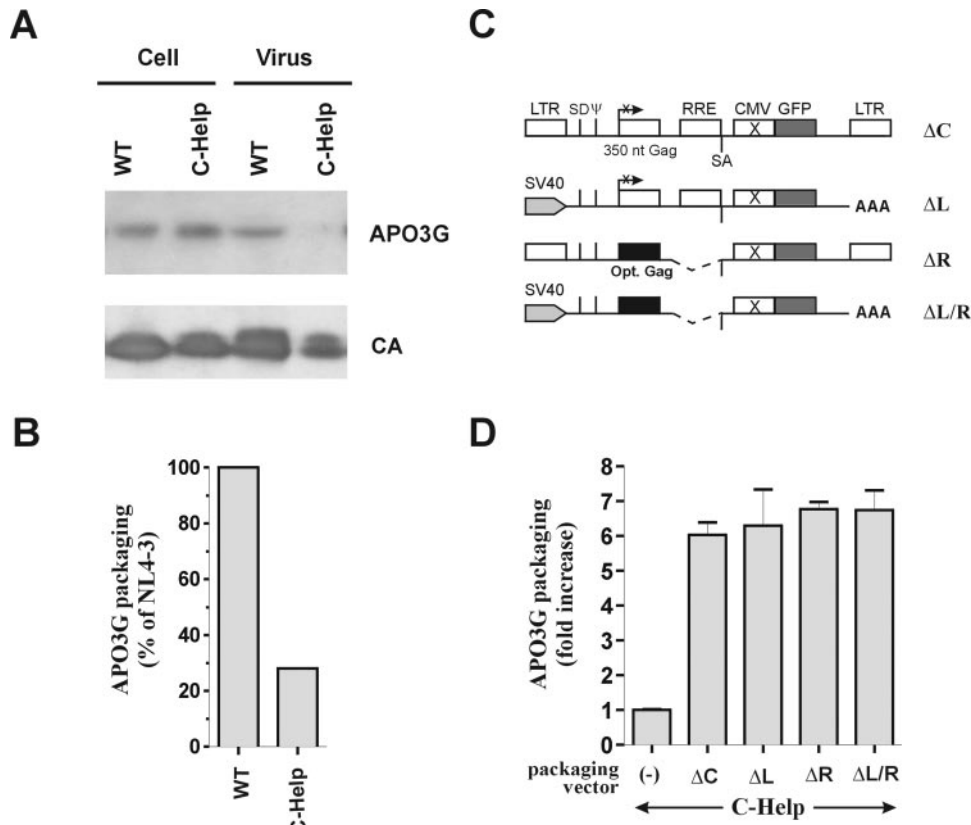 A
Cell
Virus
WT
C-Help
WT
C-Help
APO3G
CA
B
APO3G packaging
(% of NL4-3)
100
80
60
40
20
0
WT
C-Help
C
LTR
SD Ψ
RRE
CMV
GFP
LTR
X
X
350 nt Gag
SA
ΔC
SV40
X
X
AAA
ΔL
Opt. Gag
X
ΔR
SV40
X
AAA
ΔL/R
D
APO3G packaging
(fold increase)
8
7
6
5
4
3
2
1
0
packaging
vector
(-)
ΔC
ΔL
ΔR
ΔL/R
C-Help